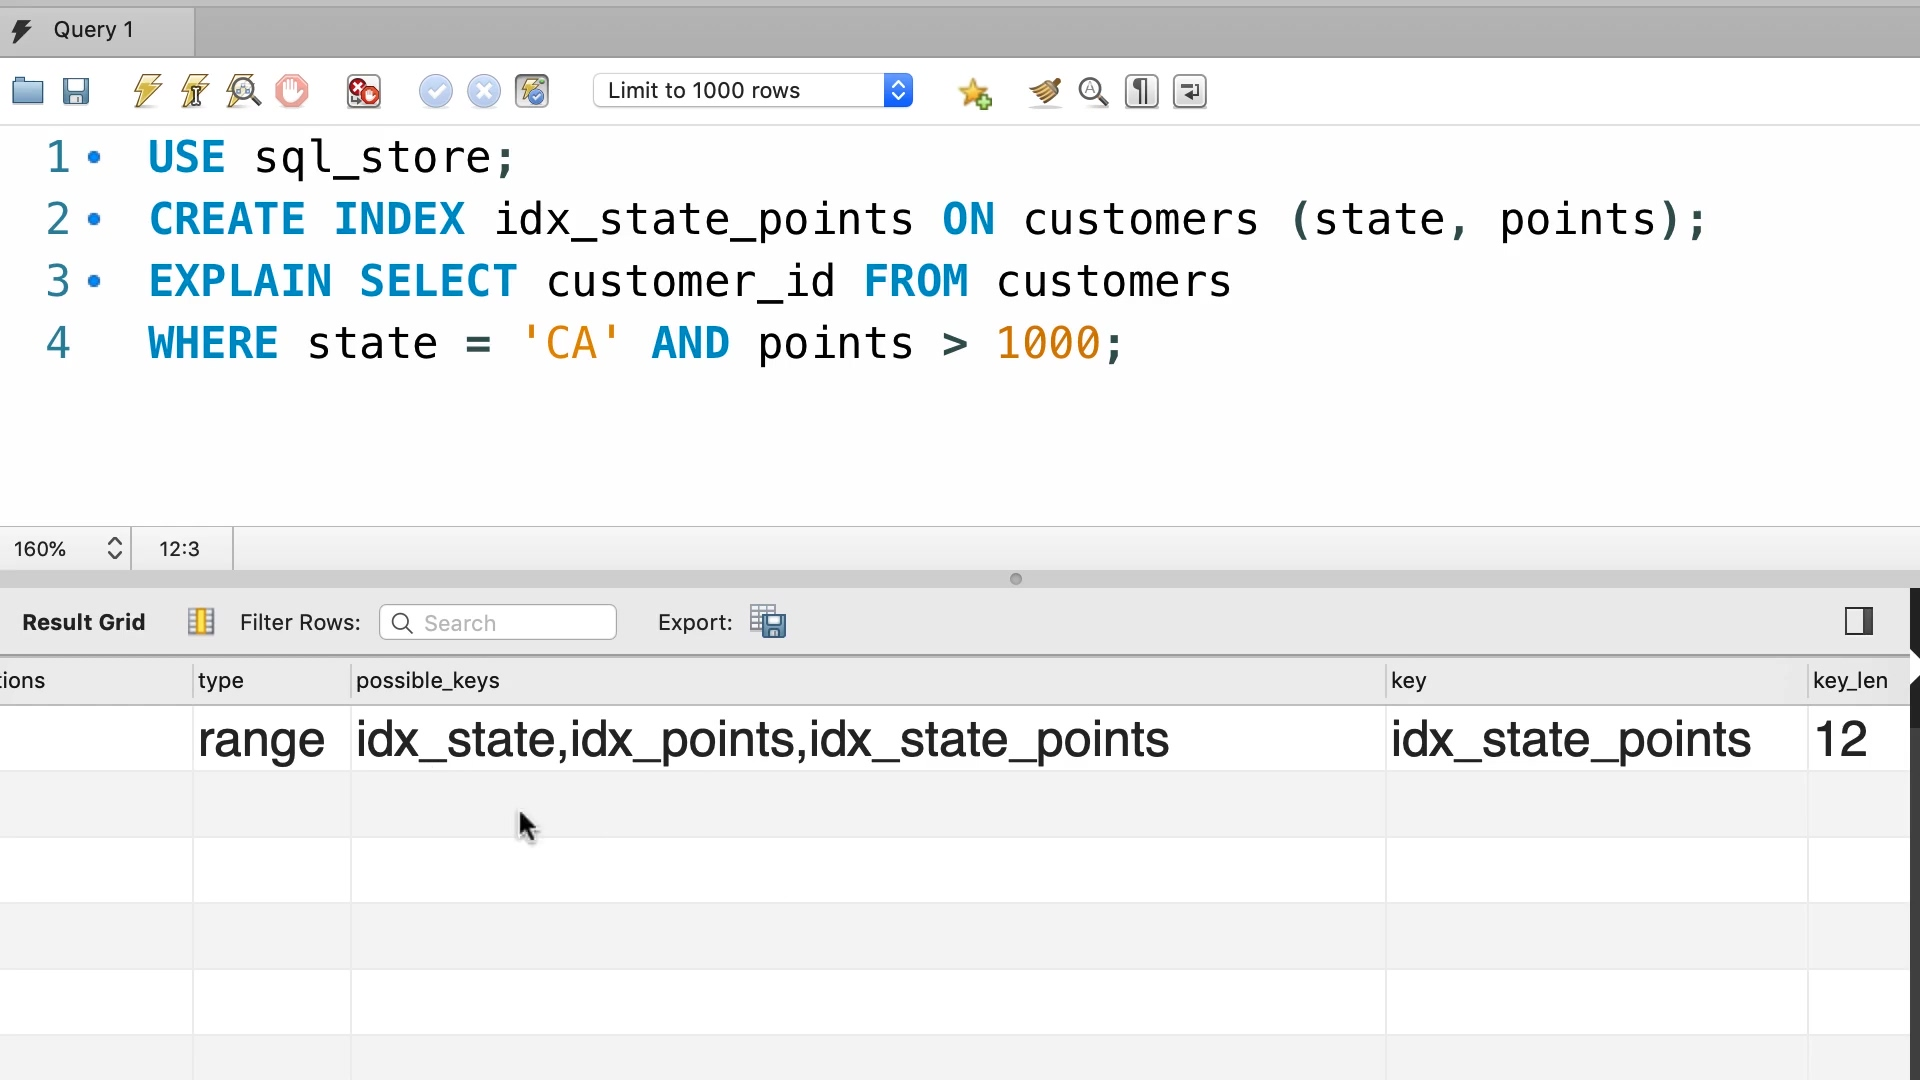 Query 1
Limit to 1000 rows
1 USE sql_store;
2 CREATE INDEX idx_state_points ON customers (state, points);
3 EXPLAIN SELECT customer_id FROM customers
4 WHERE state = 'CA' AND points > 1000;
160% 12:3
Result Grid Filter Rows: Search Export:
tions type possible_keys key key_len
range idx_state,idx_points,idx_state_points idx_state_points 12